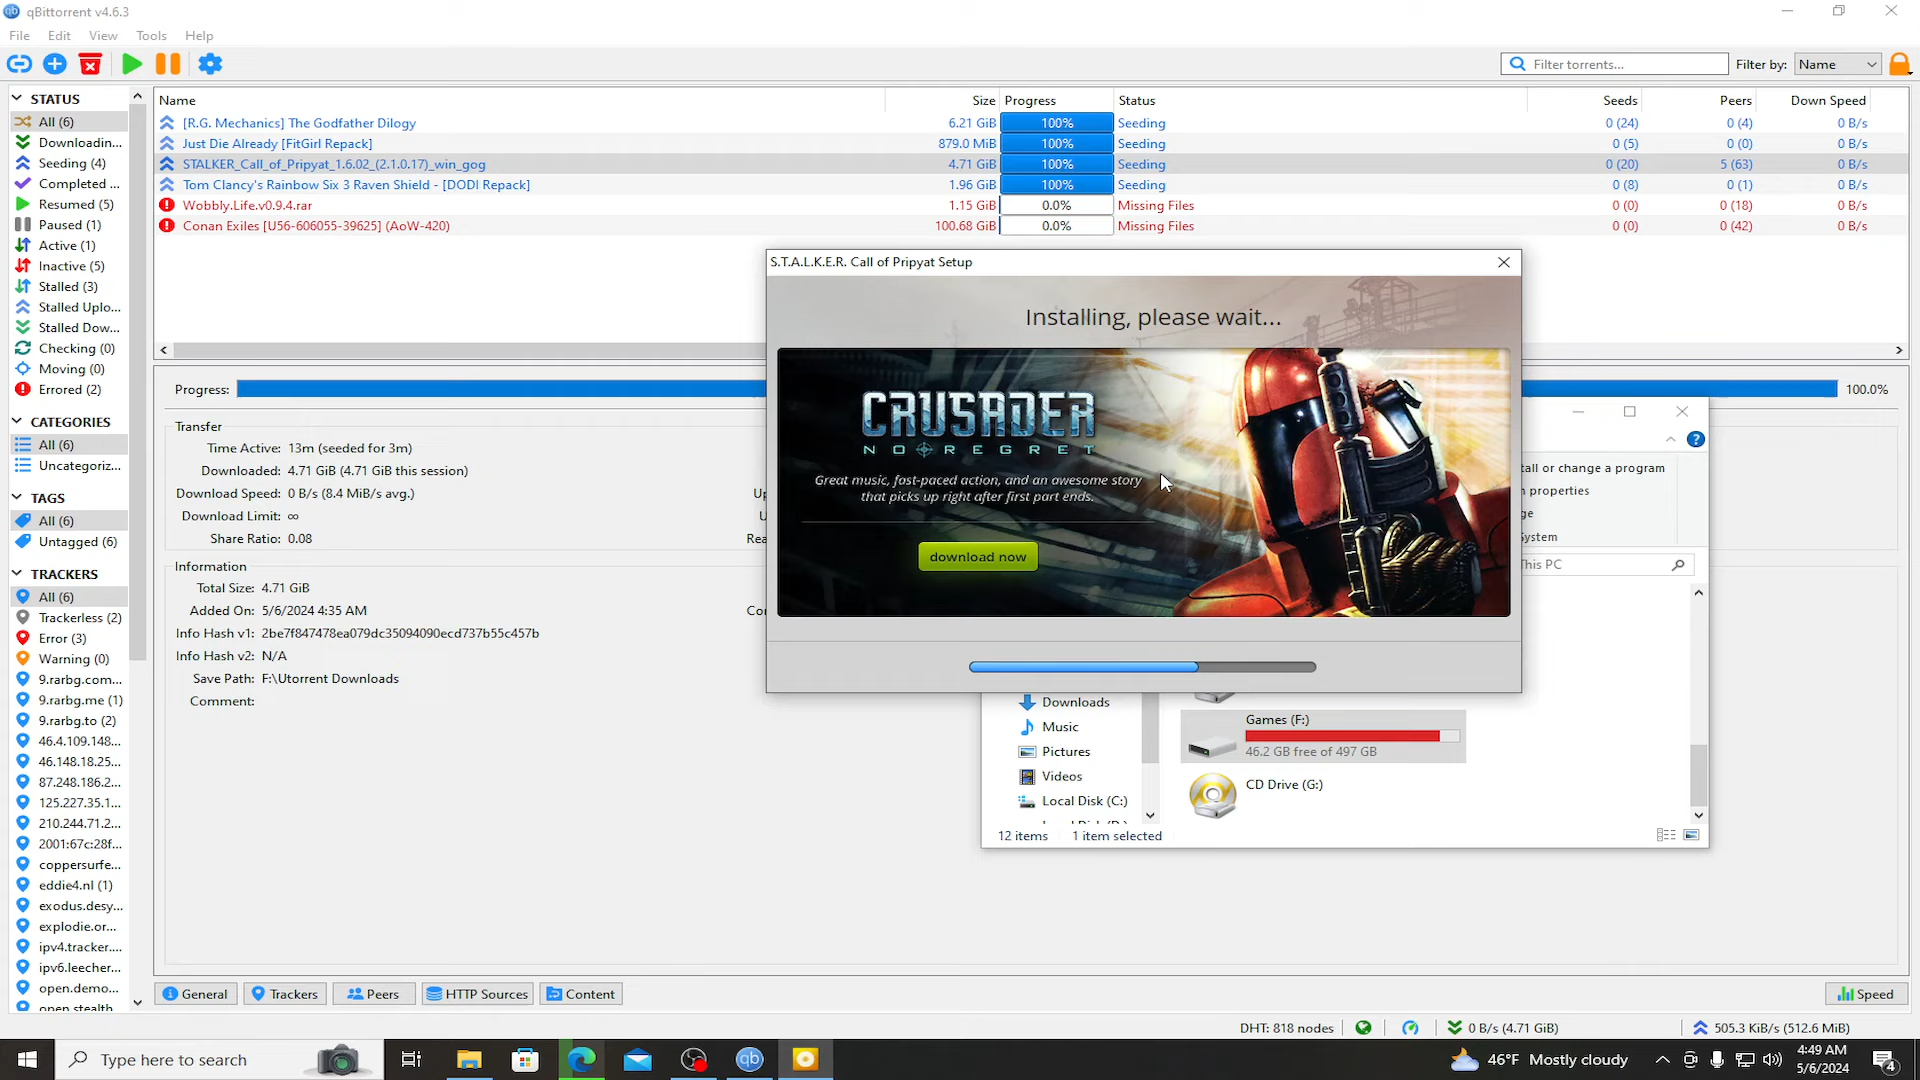 qBittorrent v4.6.3
File Edit View Tools Help
Filter torrents... Filter by: Name
STATUS
All (6)
Downloadin...
Seeding (4)
Completed ...
Resumed (5)
Paused (1)
Active (1)
Inactive (5)
Stalled (3)
Stalled Uplo...
Stalled Dow...
Checking (0)
Moving (0)
Errored (2)
CATEGORIES
All (6)
Uncategoriz...
TAGS
All (6)
Untagged (6)
TRACKERS
All (6)
Trackerless (2)
Error (3)
Warning (0)
9.rarbg.com...
9.rarbg.me (1)
9.rarbg.to (2)
46.4.109.148...
46.148.18.25...
87.248.186.2...
125.227.35.1...
210.244.71.2...
2001:67c:28f...
coppersurfe...
eddie4.nl (1)
exodus.desy...
explodie.or...
ipv4.tracker....
ipv6.leecher...
open.demo...
open.stealth
Name Size Progress Status Seeds Peers Down Speed
[R.G. Mechanics] The Godfather Dilogy 6.21 GiB 100% Seeding 0 (24) 0 (4) 0 B/s
Just Die Already [FitGirl Repack] 879.0 MiB 100% Seeding 0 (5) 0 (0) 0 B/s
STALKER_Call_of_Pripyat_1.6.02_(2.1.0.17)_win_gog 4.71 GiB 100% Seeding 0 (20) 5 (63) 0 B/s
Tom Clancy's Rainbow Six 3 Raven Shield - [DODI Repack] 1.96 GiB 100% Seeding 0 (8) 0 (1) 0 B/s
Wobbly.Life.v0.9.4.rar 1.15 GiB 0.0% Missing Files 0 (0) 0 (18) 0 B/s
Conan Exiles [U56-606055-39625] (AoW-420) 100.68 GiB 0.0% Missing Files 0 (0) 0 (42) 0 B/s
Progress: 100.0%
Transfer
Time Active: 13m (seeded for 3m)
Downloaded: 4.71 GiB (4.71 GiB this session)
Download Speed: 0 B/s (8.4 MiB/s avg.) Up
Download Limit: ∞ U
Share Ratio: 0.08 Rea
Information
Total Size: 4.71 GiB
Added On: 5/6/2024 4:35 AM Cor
Info Hash v1: 2be7f847478ea079dc35094090ecd737b55c457b
Info Hash v2: N/A
Save Path: F:\Utorrent Downloads
Comment:
S.T.A.L.K.E.R. Call of Pripyat Setup
Installing, please wait...
CRUSADER
NO REGRET
Great music, fast-paced action, and an awesome story
that picks up right after first part ends.
download now
tall or change a program
n properties
ge
System
This PC
Downloads
Music
Pictures
Videos
Local Disk (C:)
Games (F:)
46.2 GB free of 497 GB
CD Drive (G:)
12 items 1 item selected
General Trackers Peers HTTP Sources Content Speed
DHT: 818 nodes 0 B/s (4.71 GiB) 505.3 KiB/s (512.6 MiB)
Type here to search
46°F Mostly cloudy
4:49 AM
5/6/2024
4